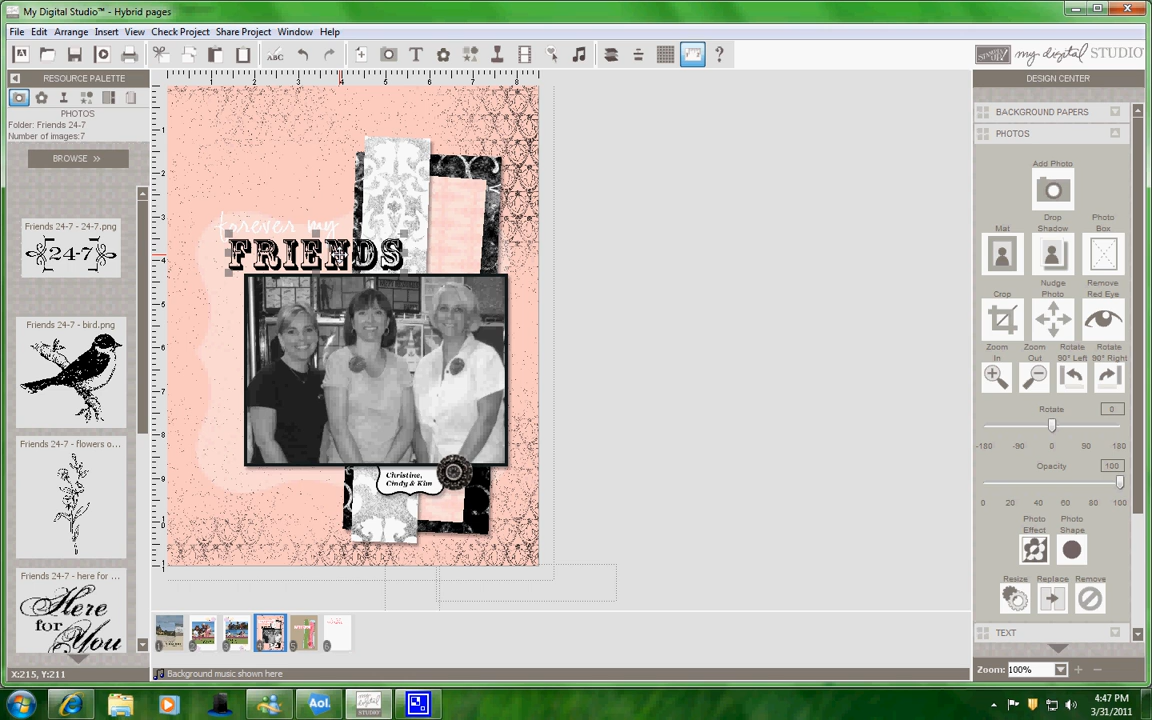 My Digital Studio™ - Hybrid pages
File Edit Arrange Insert View Check Project Share Project Window Help
my digital STUDIO
RESOURCE PALETTE
PHOTOS
Folder: Friends 24-7
Number of images:7
BROWSE »
Friends 24-7 - 24-7.png
24-7
Friends 24-7 - bird.png
Friends 24-7 - flowers o...
Friends 24-7 - here for ...
Here
for
You
X:215, Y:211
forever my
FRIENDS
Christine,
Cindy & Kim
Background music shown here
DESIGN CENTER
BACKGROUND PAPERS
PHOTOS
Add Photo
Mat
Drop Shadow
Photo Box
Crop
Nudge Photo
Remove Red Eye
Zoom In
Zoom Out
Rotate 90° Left
Rotate 90° Right
Rotate 0
-180 -90 0 90 180
Opacity 100
0 20 40 60 80 100
Photo Effect
Photo Shape
Resize Replace Remove
TEXT
Zoom: 100%
Aol.
4:47 PM
3/31/2011